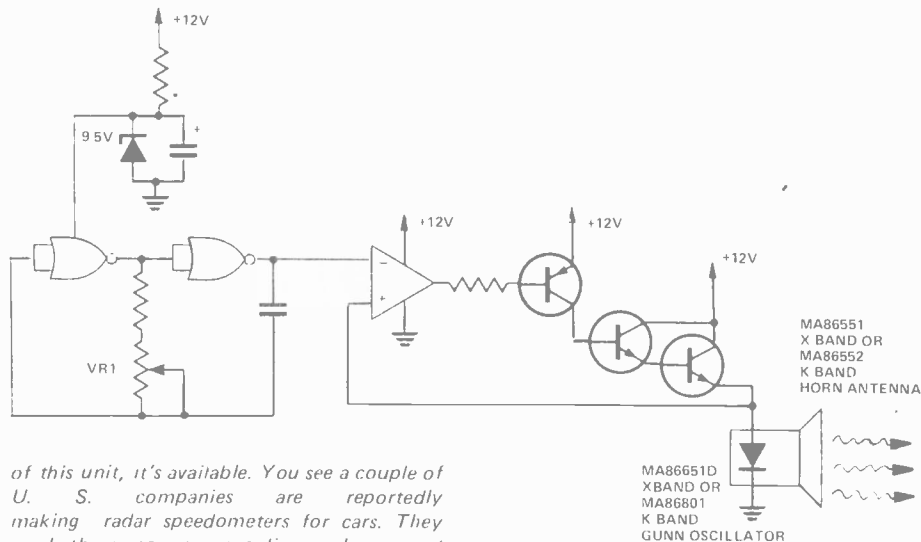 +12V
9.5V
+
+12V
+12V
+12V
−
+
VR1
MA86551
X BAND OR
MA86552
K BAND
HORN ANTENNA
MA86651D
XBAND OR
MA86801
K BAND
GUNN OSCILLATOR
of this unit, it's available. You see a couple of
U. S. companies are reportedly
making radar speedometers for cars. They